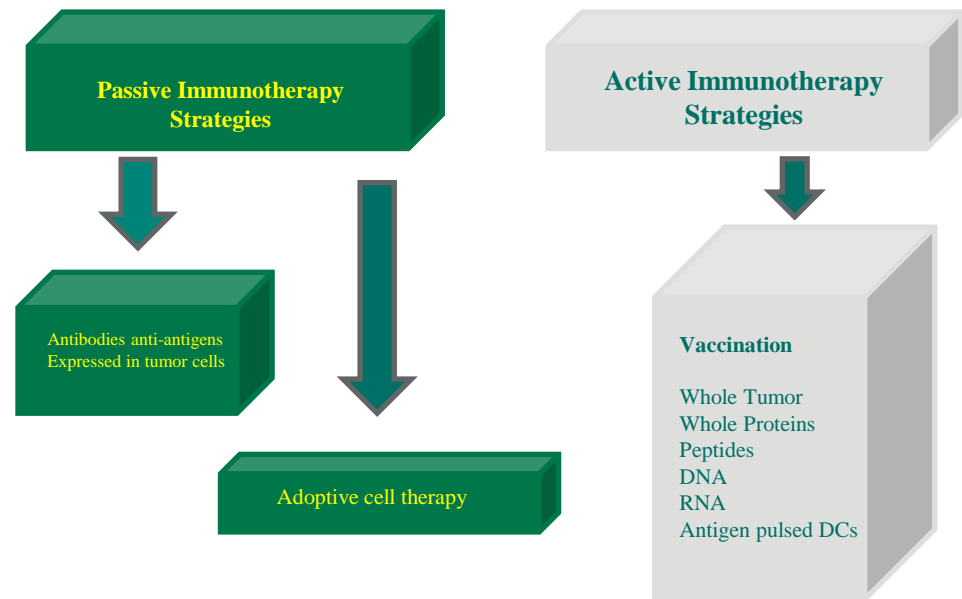 Passive Immunotherapy
Strategies
Active Immunotherapy
Strategies
Antibodies anti-antigens
Expressed in tumor cells
Adoptive cell therapy
Vaccination
Whole Tumor
Whole Proteins
Peptides
DNA
RNA
Antigen pulsed DCs